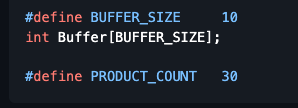 #define BUFFER_SIZE     10
int Buffer[BUFFER_SIZE];
#define PRODUCT_COUNT   30